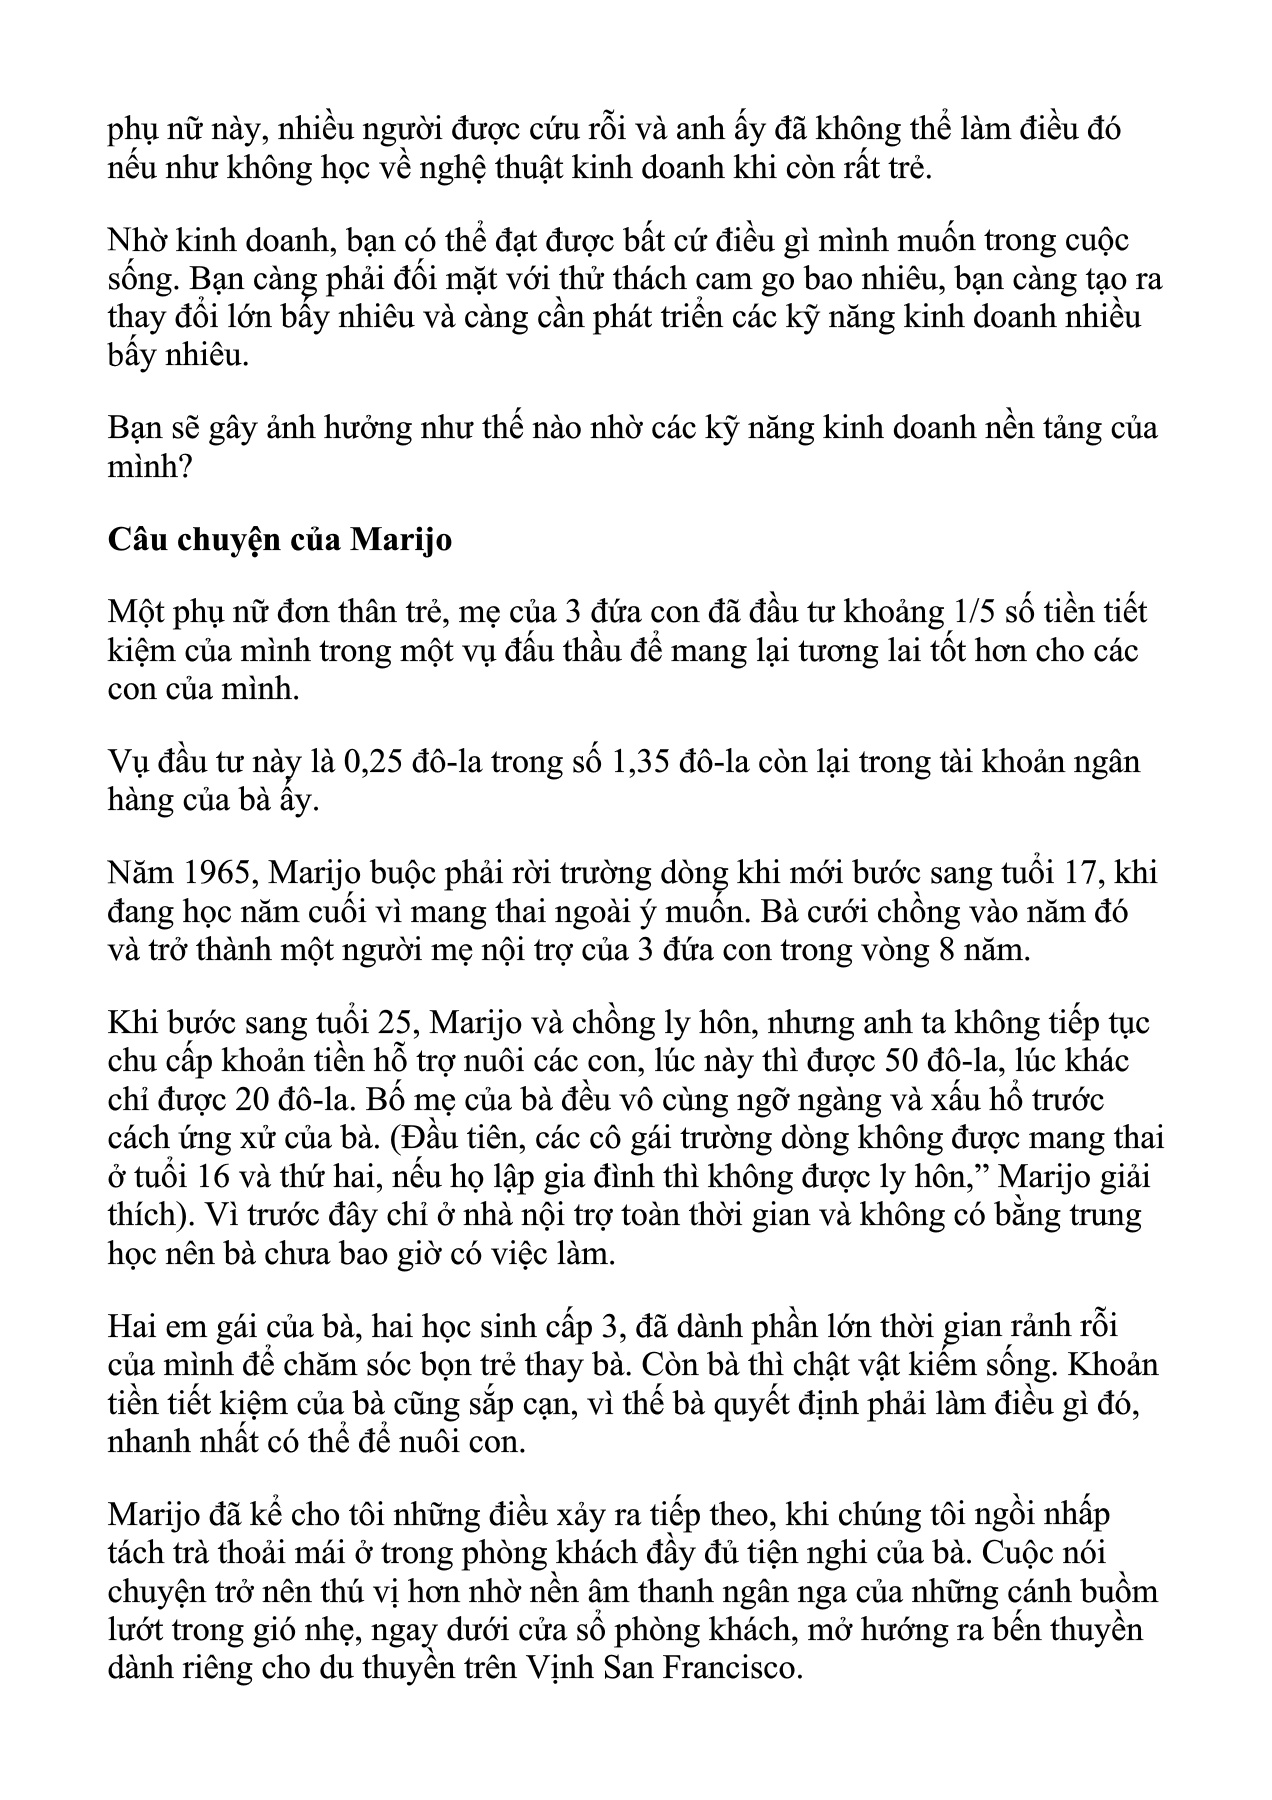 phụ nữ này, nhiều người được cứu rỗi và anh ấy đã không thể làm điều đó
nếu như không học về nghệ thuật kinh doanh khi còn rất trẻ.
Nhờ kinh doanh, bạn có thể đạt được bất cứ điều gì mình muốn trong cuộc
sống. Bạn càng phải đối mặt với thử thách cam go bao nhiêu, bạn càng tạo ra
thay đổi lớn bấy nhiêu và càng cần phát triển các kỹ năng kinh doanh nhiều
bấy nhiêu.
Bạn sẽ gây ảnh hưởng như thế nào nhờ các kỹ năng kinh doanh nền tảng của
mình?
Câu chuyện của Marijo
Một phụ nữ đơn thân trẻ, mẹ của 3 đứa con đã đầu tư khoảng 1/5 số tiền tiết
kiệm của mình trong một vụ đấu thầu để mang lại tương lai tốt hơn cho các
con của mình.
Vụ đầu tư này là 0,25 đô-la trong số 1,35 đô-la còn lại trong tài khoản ngân
hàng của bà ấy.
Năm 1965, Marijo buộc phải rời trường dòng khi mới bước sang tuổi 17, khi
đang học năm cuối vì mang thai ngoài ý muốn. Bà cưới chồng vào năm đó
và trở thành một người mẹ nội trợ của 3 đứa con trong vòng 8 năm.
Khi bước sang tuổi 25, Marijo và chồng ly hôn, nhưng anh ta không tiếp tục
chu cấp khoản tiền hỗ trợ nuôi các con, lúc này thì được 50 đô-la, lúc khác
chỉ được 20 đô-la. Bố mẹ của bà đều vô cùng ngỡ ngàng và xấu hổ trước
cách ứng xử của bà. (Đầu tiên, các cô gái trường dòng không được mang thai
ở tuổi 16 và thứ hai, nếu họ lập gia đình thì không được ly hôn,” Marijo giải
thích). Vì trước đây chỉ ở nhà nội trợ toàn thời gian và không có bằng trung
học nên bà chưa bao giờ có việc làm.
Hai em gái của bà, hai học sinh cấp 3, đã dành phần lớn thời gian rảnh rỗi
của mình để chăm sóc bọn trẻ thay bà. Còn bà thì chật vật kiếm sống. Khoản
tiền tiết kiệm của bà cũng sắp cạn, vì thế bà quyết định phải làm điều gì đó,
nhanh nhất có thể để nuôi con.
Marijo đã kể cho tôi những điều xảy ra tiếp theo, khi chúng tôi ngồi nhấp
tách trà thoải mái ở trong phòng khách đầy đủ tiện nghi của bà. Cuộc nói
chuyện trở nên thú vị hơn nhờ nền âm thanh ngân nga của những cánh buồm
lướt trong gió nhẹ, ngay dưới cửa sổ phòng khách, mở hướng ra bến thuyền
dành riêng cho du thuyền trên Vịnh San Francisco.